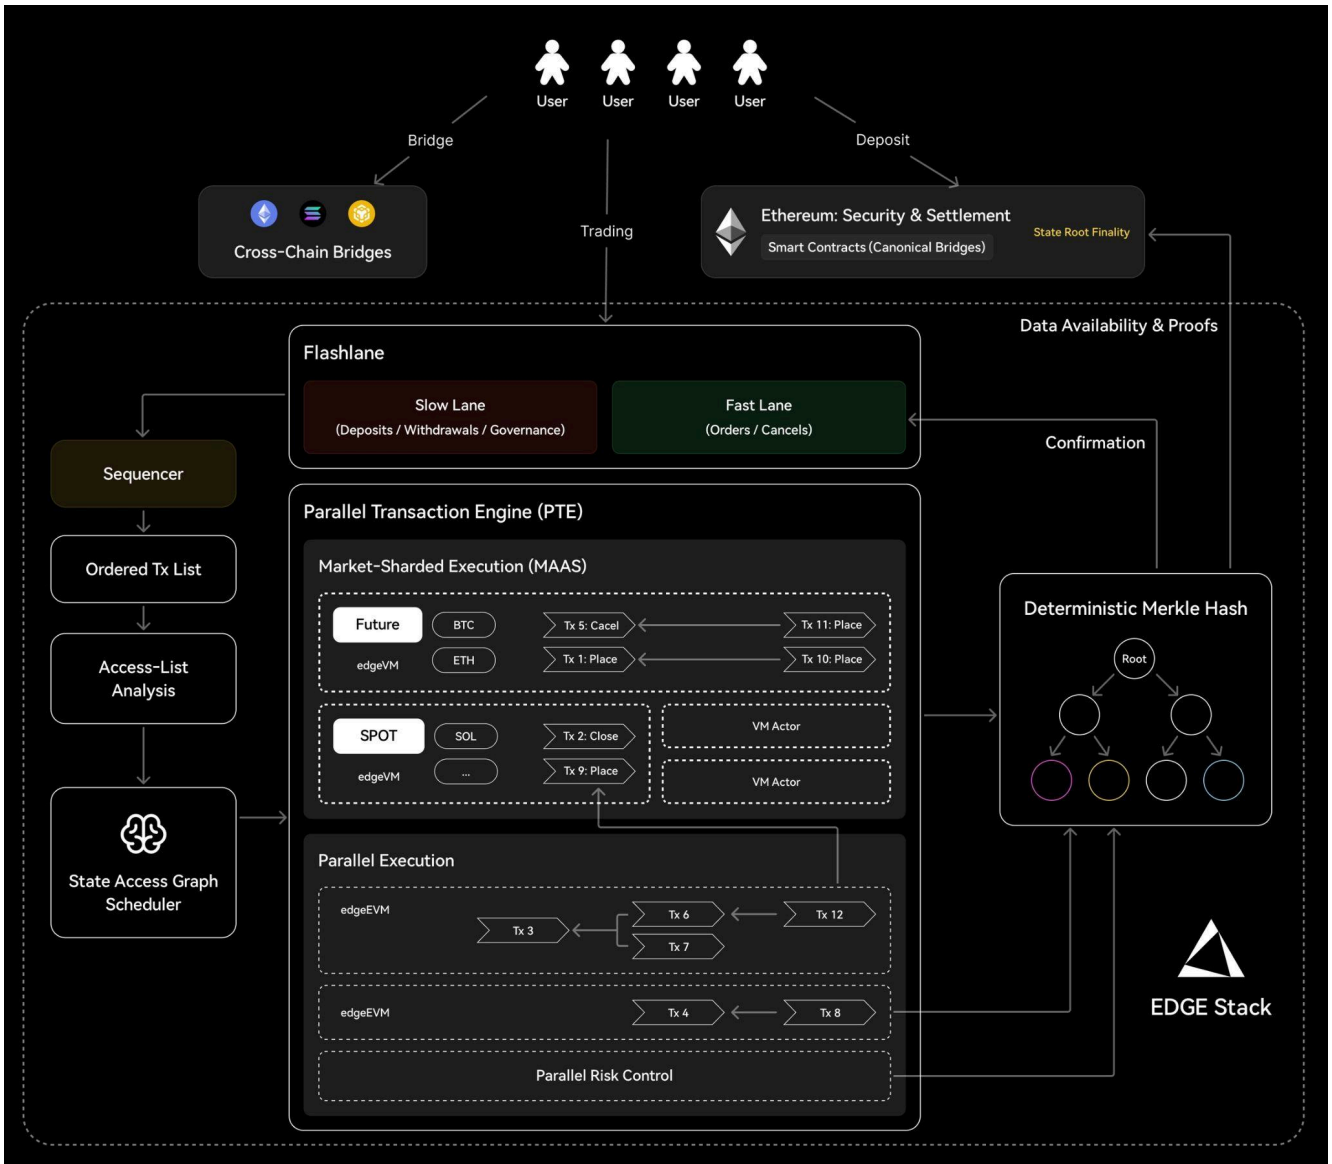 User
User
User
User
Bridge
Deposit
Trading
Cross-Chain Bridges
Ethereum: Security & Settlement
Smart Contracts (Canonical Bridges)
State Root Finality
Data Availability & Proofs
Flashlane
Slow Lane
(Deposits / Withdrawals / Governance)
Fast Lane
(Orders / Cancels)
Confirmation
Sequencer
Ordered Tx List
Access-List
Analysis
State Access Graph
Scheduler
Parallel Transaction Engine (PTE)
Market-Sharded Execution (MAAS)
Future
edgeVM
BTC
ETH
Tx 5: Cacel
Tx 11: Place
Tx 1: Place
Tx 10: Place
SPOT
edgeVM
SOL
...
Tx 2: Close
Tx 9: Place
VM Actor
VM Actor
Parallel Execution
edgeEVM
Tx 3
Tx 6
Tx 7
Tx 12
edgeEVM
Tx 4
Tx 8
Parallel Risk Control
Deterministic Merkle Hash
Root
EDGE Stack